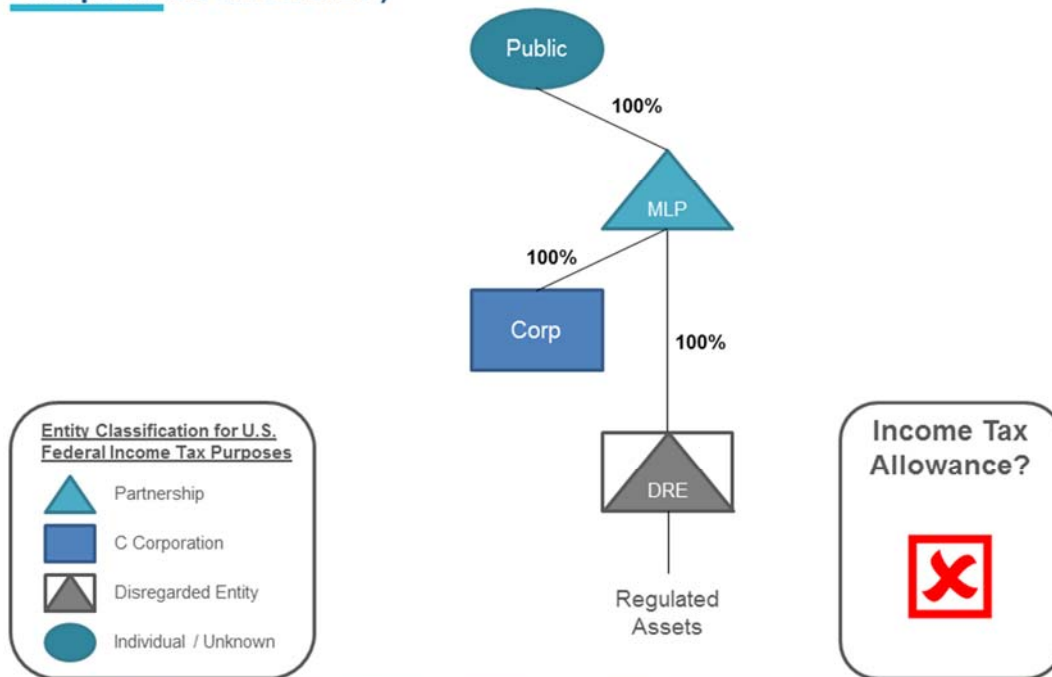 Public
100%
MLP
100%
Corp
100%
Entity Classification for U.S.
Federal Income Tax Purposes
Partnership
C Corporation
Disregarded Entity
Individual / Unknown
DRE
Regulated
Assets
Income Tax
Allowance?